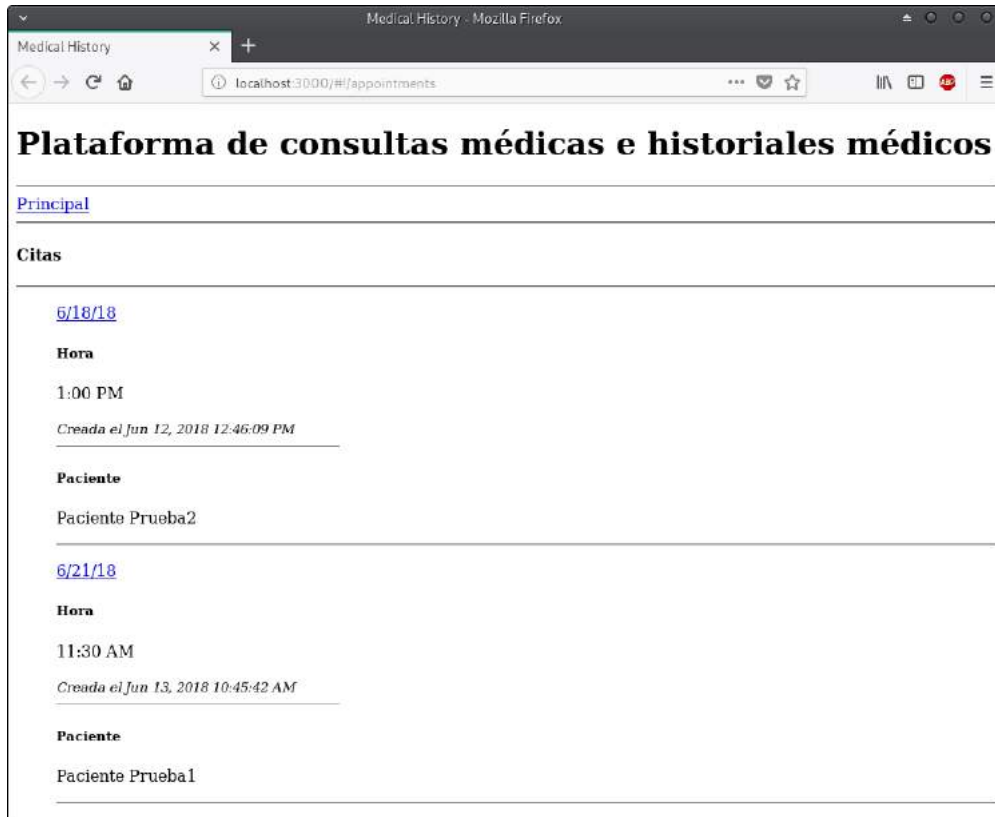 Medical History - Mozilla Firefox
Medical History
localhost:3000/#!/appointments
ABP
Plataforma de consultas médicas e historiales médicos
Principal
Citas
6/18/18
Hora
1:00 PM
Creada el Jun 12, 2018 12:46:09 PM
Paciente
Paciente Prueba2
6/21/18
Hora
11:30 AM
Creada el Jun 13, 2018 10:45:42 AM
Paciente
Paciente Prueba1